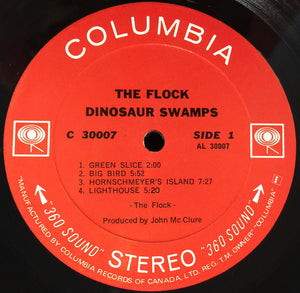 COLUMBIA
THE FLOCK
DINOSAUR SWAMPS
C 30007 SIDE 1
AL 30007
1. GREEN SLICE 2:00
2. BIG BIRD 5:52
3. HORNSCHMEYER'S ISLAND 7:27
4. LIGHTHOUSE 5:20
- The Flock -
Produced by John Mc Clure
"360 SOUND" STEREO "360 SOUND"
"MANUFACTURED BY COLUMBIA RECORDS OF CANADA, LTD. REG. T.M. OWNER "COLUMBIA"